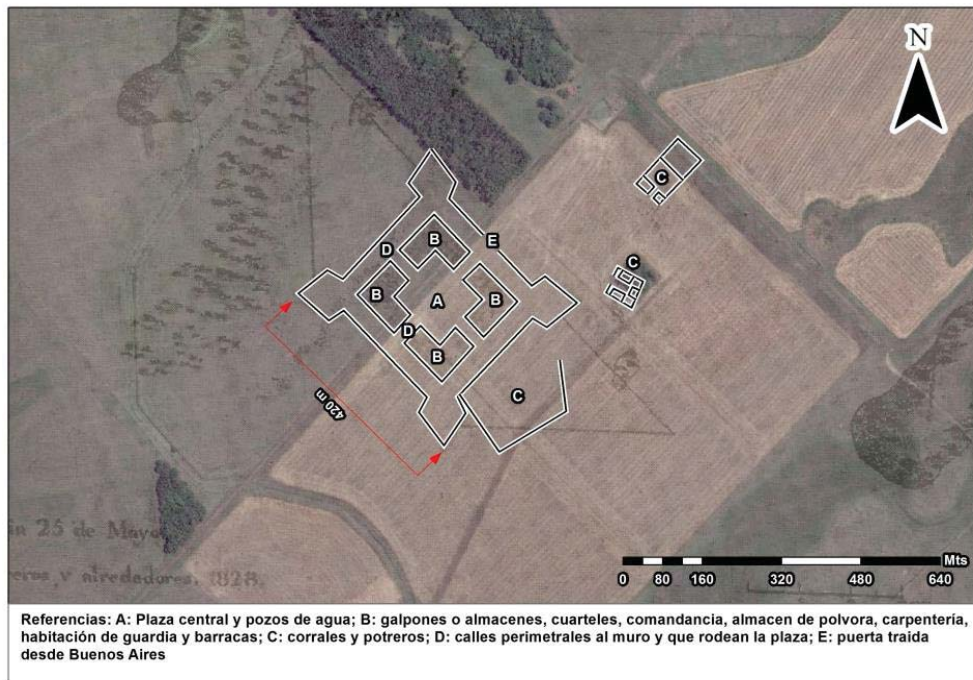 N
C
B
D
E
C
B
A
B
D
B
C
420 m
Mts
0 80 160 320 480 640
25 de Mayo
y alrededores. 1828.
Referencias: A: Plaza central y pozos de agua; B: galpones o almacenes, cuarteles, comandancia, almacen de polvora, carpentería,
habitación de guardia y barracas; C: corrales y potreros; D: calles perimetrales al muro y que rodean la plaza; E: puerta traida
desde Buenos Aires